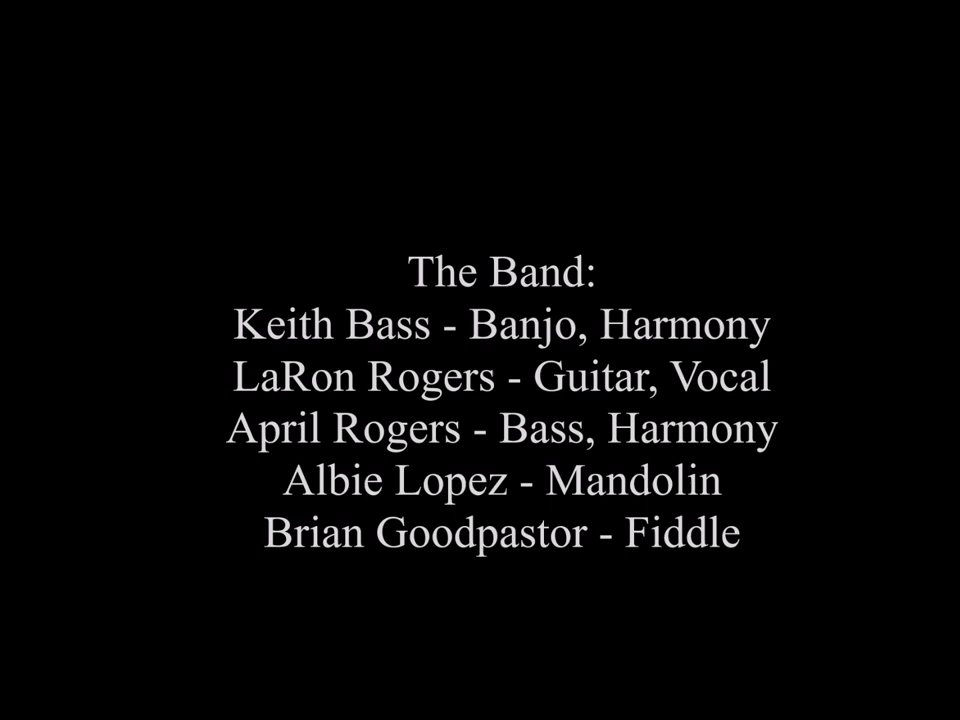 The Band:
Keith Bass - Banjo, Harmony
LaRon Rogers - Guitar, Vocal
April Rogers - Bass, Harmony
Albie Lopez - Mandolin
Brian Goodpastor - Fiddle